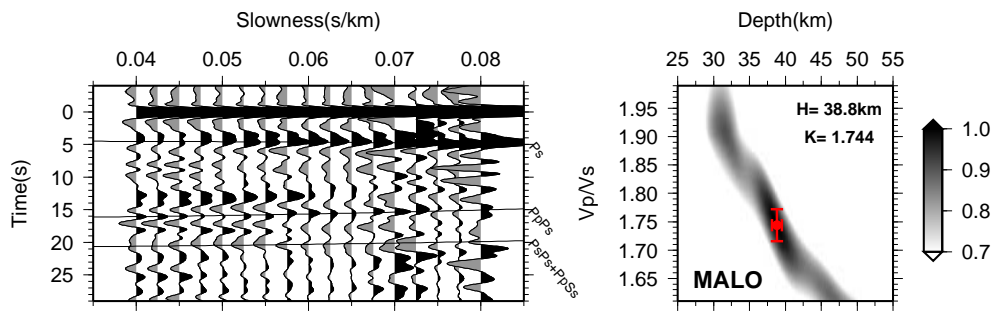 Slowness(s/km)
0.04 0.05 0.06 0.07 0.08
Time(s)
0
5
10
15
20
25
Ps
PpPs
PsPs+PpSs
Depth(km)
25 30 35 40 45 50 55
Vp/Vs
1.95
1.90
1.85
1.80
1.75
1.70
1.65
H= 38.8km
K= 1.744
MALO
1.0
0.9
0.8
0.7